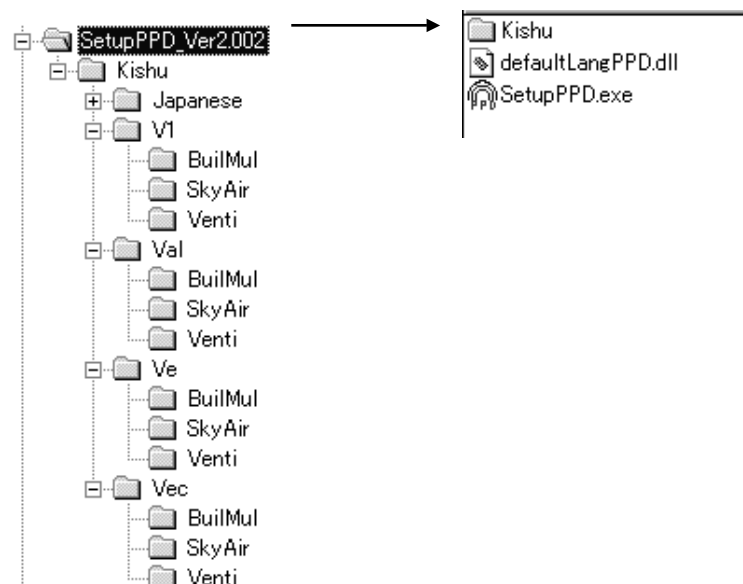 SetupPPD_Ver2.002
Kishu
Japanese
V1
BuilMul
SkyAir
Venti
Val
BuilMul
SkyAir
Venti
Ve
BuilMul
SkyAir
Venti
Vec
BuilMul
SkyAir
Venti
Kishu
defaultLangPPD.dll
SetupPPD.exe